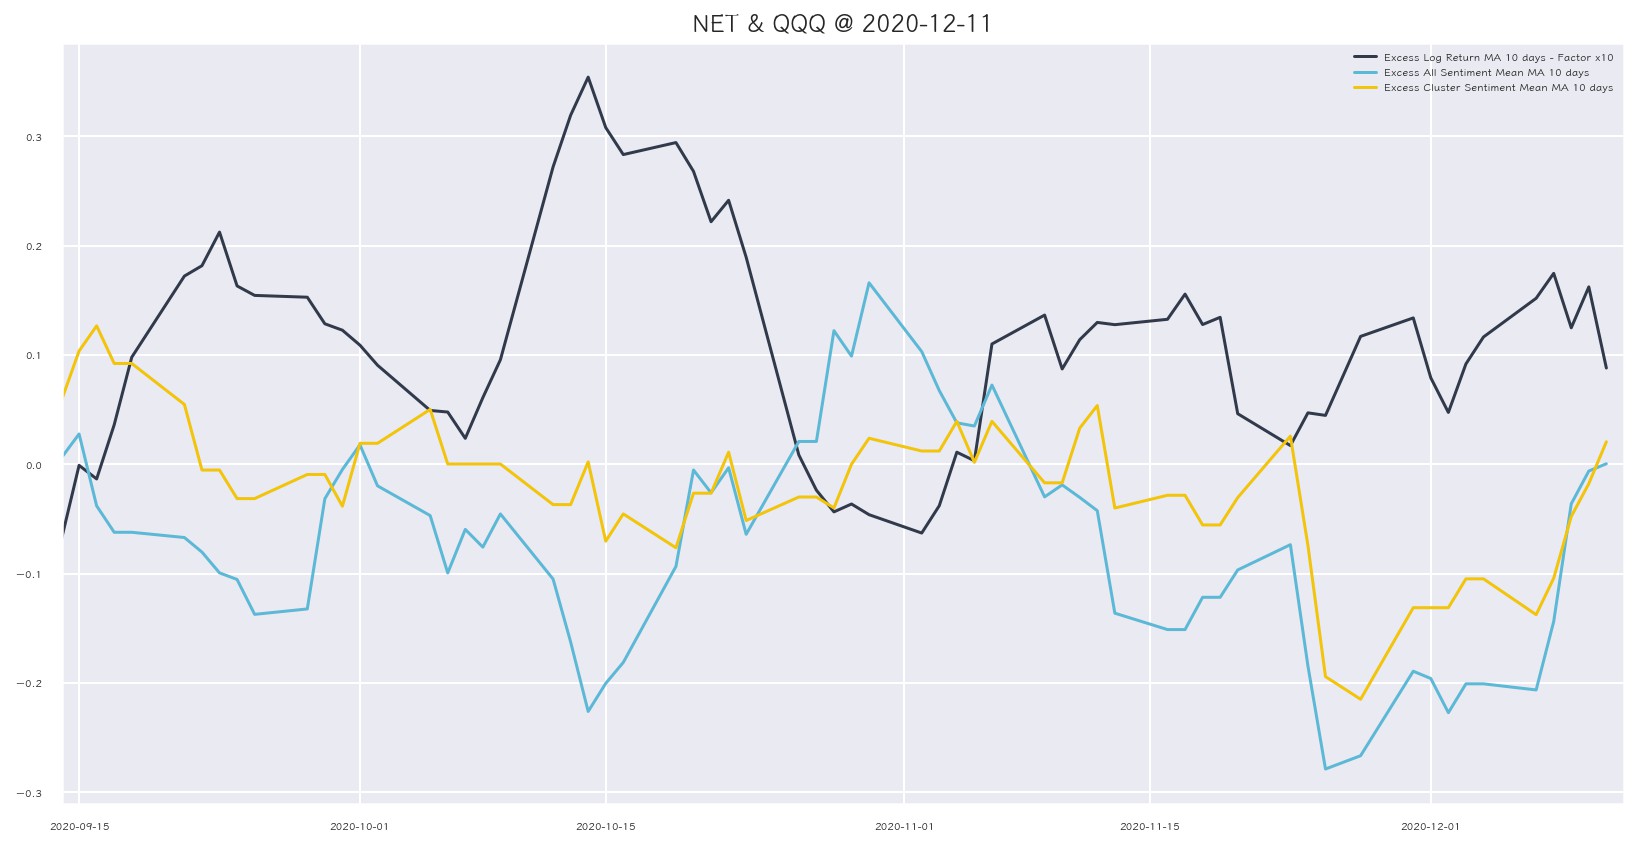 NET & QQQ @ 2020-12-11
Excess Log Return MA 10 days - Factor x10
Excess All Sentiment Mean MA 10 days
Excess Cluster Sentiment Mean MA 10 days
0.3
0.2
0.1
0.0
−0.1
−0.2
−0.3
2020-09-15 2020-10-01 2020-10-15 2020-11-01 2020-11-15 2020-12-01